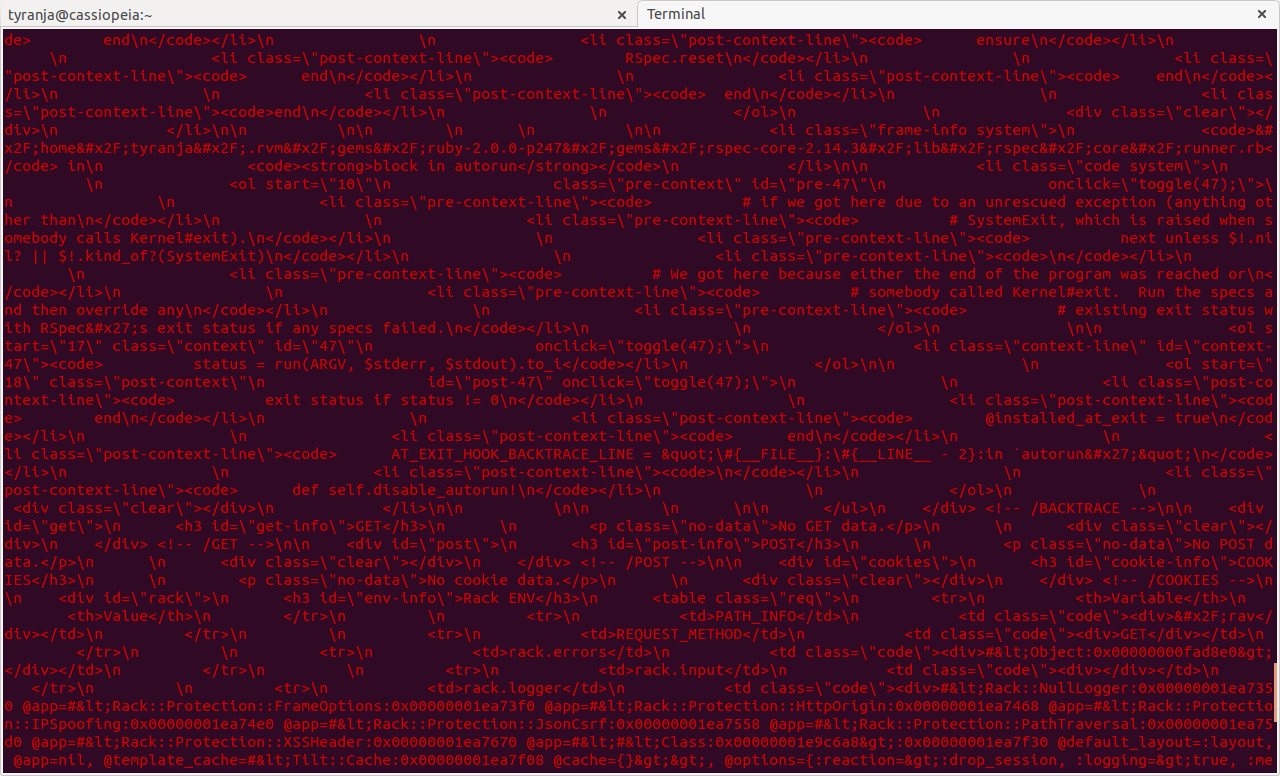 tyranja@cassiopeia:~ × Terminal ×
de>        end\n</code></li>\n                \n                <li class=\"post-context-line\"><code>      ensure\n</code></li>\n
     \n                <li class=\"post-context-line\"><code>        RSpec.reset\n</code></li>\n                \n                <li class=\
"post-context-line\"><code>      end\n</code></li>\n                \n                <li class=\"post-context-line\"><code>    end\n</code><
/li>\n                \n                <li class=\"post-context-line\"><code>  end\n</code></li>\n                \n                <li clas
s=\"post-context-line\"><code>end\n</code></li>\n                \n              </ol>\n              \n              <div class=\"clear\"></
div>\n            </li>\n\n            \n\n        \n        \n        \n        \n\n            <li class=\"frame-info system\">\n              <code>&#
x2F;home&#x2F;tyranja&#x2F;.rvm&#x2F;gems&#x2F;ruby-2.0.0-p247&#x2F;gems&#x2F;rspec-core-2.14.3&#x2F;lib&#x2F;rspec&#x2F;core&#x2F;runner.rb<
/code> in\n                <code><strong>block in autorun</strong></code>\n            </li>\n\n            <li class=\"code system\">\n
         \n              <ol start=\"10\"\n                  class=\"pre-context\" id=\"pre-47\"\n                  onclick=\"toggle(47);\">\
n                \n                <li class=\"pre-context-line\"><code>          # if we got here due to an unrescued exception (anything ot
her than\n</code></li>\n                \n                <li class=\"pre-context-line\"><code>          # SystemExit, which is raised when s
omebody calls Kernel#exit).\n</code></li>\n                \n                <li class=\"pre-context-line\"><code>          next unless $!.ni
l? || $!.kind_of?(SystemExit)\n</code></li>\n                \n                <li class=\"pre-context-line\"><code>\n</code></li>\n
       \n                <li class=\"pre-context-line\"><code>          # We got here because either the end of the program was reached or\n<
/code></li>\n                \n                <li class=\"pre-context-line\"><code>          # somebody called Kernel#exit.  Run the specs a
nd then override any\n</code></li>\n                \n                <li class=\"pre-context-line\"><code>          # existing exit status w
ith RSpec&#x27;s exit status if any specs failed.\n</code></li>\n                \n              </ol>\n              \n\n              <ol s
tart=\"17\" class=\"context\" id=\"47\"\n                  onclick=\"toggle(47);\">\n                <li class=\"context-line\" id=\"context-
47\"><code>          status = run(ARGV, $stderr, $stdout).to_i</code></li>\n              </ol>\n\n              \n              <ol start=\"
18\" class=\"post-context\"\n                  id=\"post-47\" onclick=\"toggle(47);\">\n                \n                <li class=\"post-co
ntext-line\"><code>          exit status if status != 0\n</code></li>\n                \n                <li class=\"post-context-line\"><cod
e>        end\n</code></li>\n                \n                <li class=\"post-context-line\"><code>        @installed_at_exit = true\n</cod
e></li>\n                \n                <li class=\"post-context-line\"><code>      end\n</code></li>\n                \n                <
li class=\"post-context-line\"><code>      AT_EXIT_HOOK_BACKTRACE_LINE = &quot;\#{__FILE__}:\#{__LINE__ - 2}:in `autorun&#x27;&quot;\n</code>
</li>\n                \n                <li class=\"post-context-line\"><code>\n</code></li>\n                \n                <li class=\"
post-context-line\"><code>      def self.disable_autorun!\n</code></li>\n                \n              </ol>\n              \n
 <div class=\"clear\"></div>\n            </li>\n\n          \n\n        \n        \n\n      </ul>\n    </div> <!-- /BACKTRACE -->\n\n    <div
id=\"get\">\n      <h3 id=\"get-info\">GET</h3>\n      \n        <p class=\"no-data\">No GET data.</p>\n      \n      <div class=\"clear\"></
div>\n    </div> <!-- /GET -->\n\n    <div id=\"post\">\n      <h3 id=\"post-info\">POST</h3>\n      \n        <p class=\"no-data\">No POST d
ata.</p>\n      \n      <div class=\"clear\"></div>\n    </div> <!-- /POST -->\n\n    <div id=\"cookies\">\n      <h3 id=\"cookie-info\">COOK
IES</h3>\n      \n        <p class=\"no-data\">No cookie data.</p>\n      \n      <div class=\"clear\"></div>\n    </div> <!-- /COOKIES -->\n
\n    <div id=\"rack\">\n      <h3 id=\"env-info\">Rack ENV</h3>\n      <table class=\"req\">\n        <tr>\n          <th>Variable</th>\n
       <th>Value</th>\n        </tr>\n         \n         <tr>\n            <td>PATH_INFO</td>\n            <td class=\"code\"><div>&#x2F;rav</
div></td>\n         </tr>\n         \n         <tr>\n            <td>REQUEST_METHOD</td>\n            <td class=\"code\"><div>GET</div></td>\n
        </tr>\n         \n         <tr>\n            <td>rack.errors</td>\n            <td class=\"code\"><div>#&lt;Object:0x00000000fad8e0&gt;
</div></td>\n         </tr>\n         \n         <tr>\n            <td>rack.input</td>\n            <td class=\"code\"><div></div></td>\n
   </tr>\n         \n         <tr>\n            <td>rack.logger</td>\n            <td class=\"code\"><div>#&lt;Rack::NullLogger:0x00000001ea735
0 @app=#&lt;Rack::Protection::FrameOptions:0x00000001ea73f0 @app=#&lt;Rack::Protection::HttpOrigin:0x00000001ea7468 @app=#&lt;Rack::Protectio
n::IPSpoofing:0x00000001ea74e0 @app=#&lt;Rack::Protection::JsonCsrf:0x00000001ea7558 @app=#&lt;Rack::Protection::PathTraversal:0x00000001ea75
d0 @app=#&lt;Rack::Protection::XSSHeader:0x00000001ea7670 @app=#&lt;#&lt;Class:0x00000001e9c6a8&gt;:0x00000001ea7f30 @default_layout=:layout,
 @app=nil, @template_cache=#&lt;Tilt::Cache:0x00000001ea7f08 @cache={}&gt;&gt;, @options={:reaction=&gt;:drop_session, :logging=&gt;true, :me